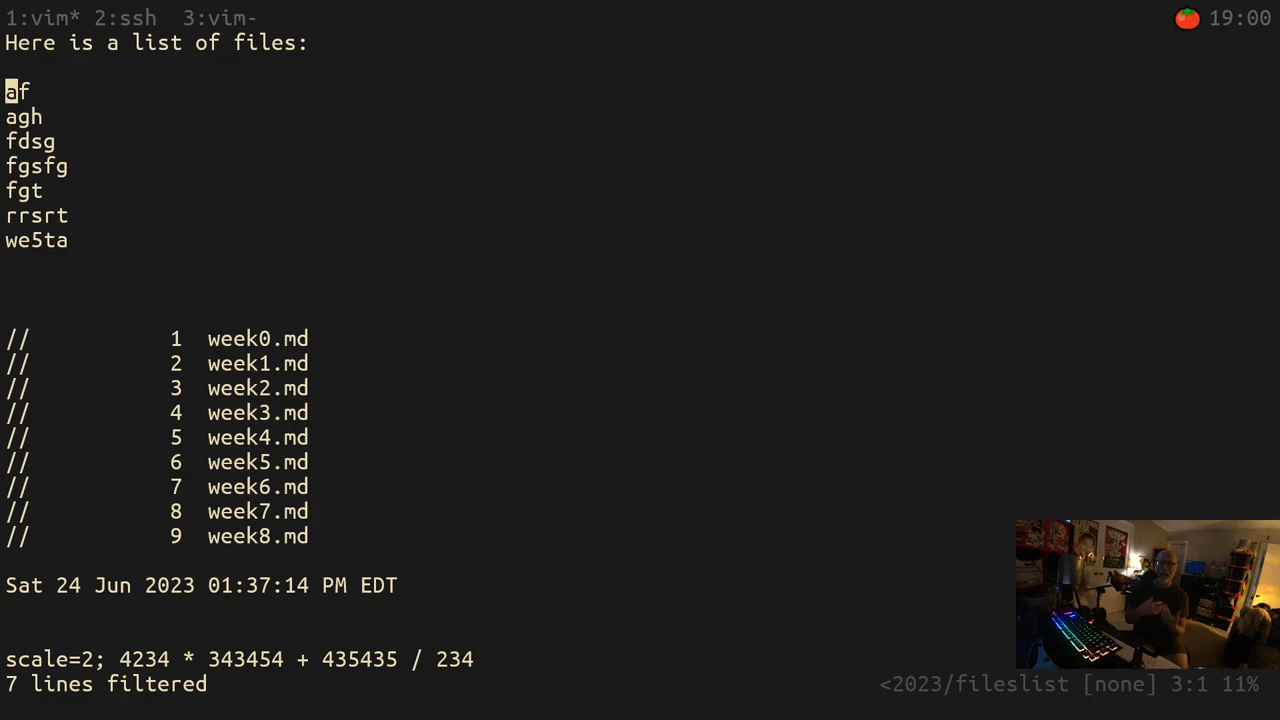 1:vim* 2:ssh  3:vim-
🍅 19:00
Here is a list of files:
af
agh
fdsg
fgsfg
fgt
rrsrt
we5ta
//           1  week0.md
//           2  week1.md
//           3  week2.md
//           4  week3.md
//           5  week4.md
//           6  week5.md
//           7  week6.md
//           8  week7.md
//           9  week8.md
Sat 24 Jun 2023 01:37:14 PM EDT
scale=2; 4234 * 343454 + 435435 / 234
7 lines filtered
<2023/fileslist [none] 3:1 11%